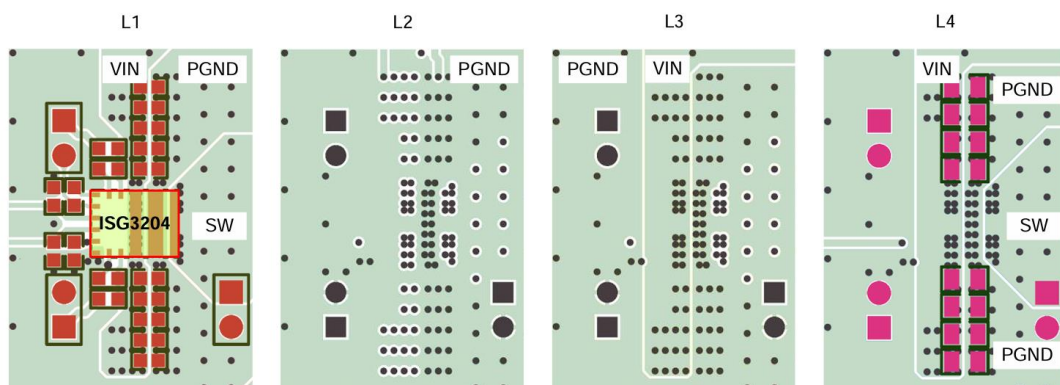 L1
L2
L3
L4
VIN
PGND
PGND
PGND
VIN
VIN
PGND
ISG3204
SW
SW
PGND